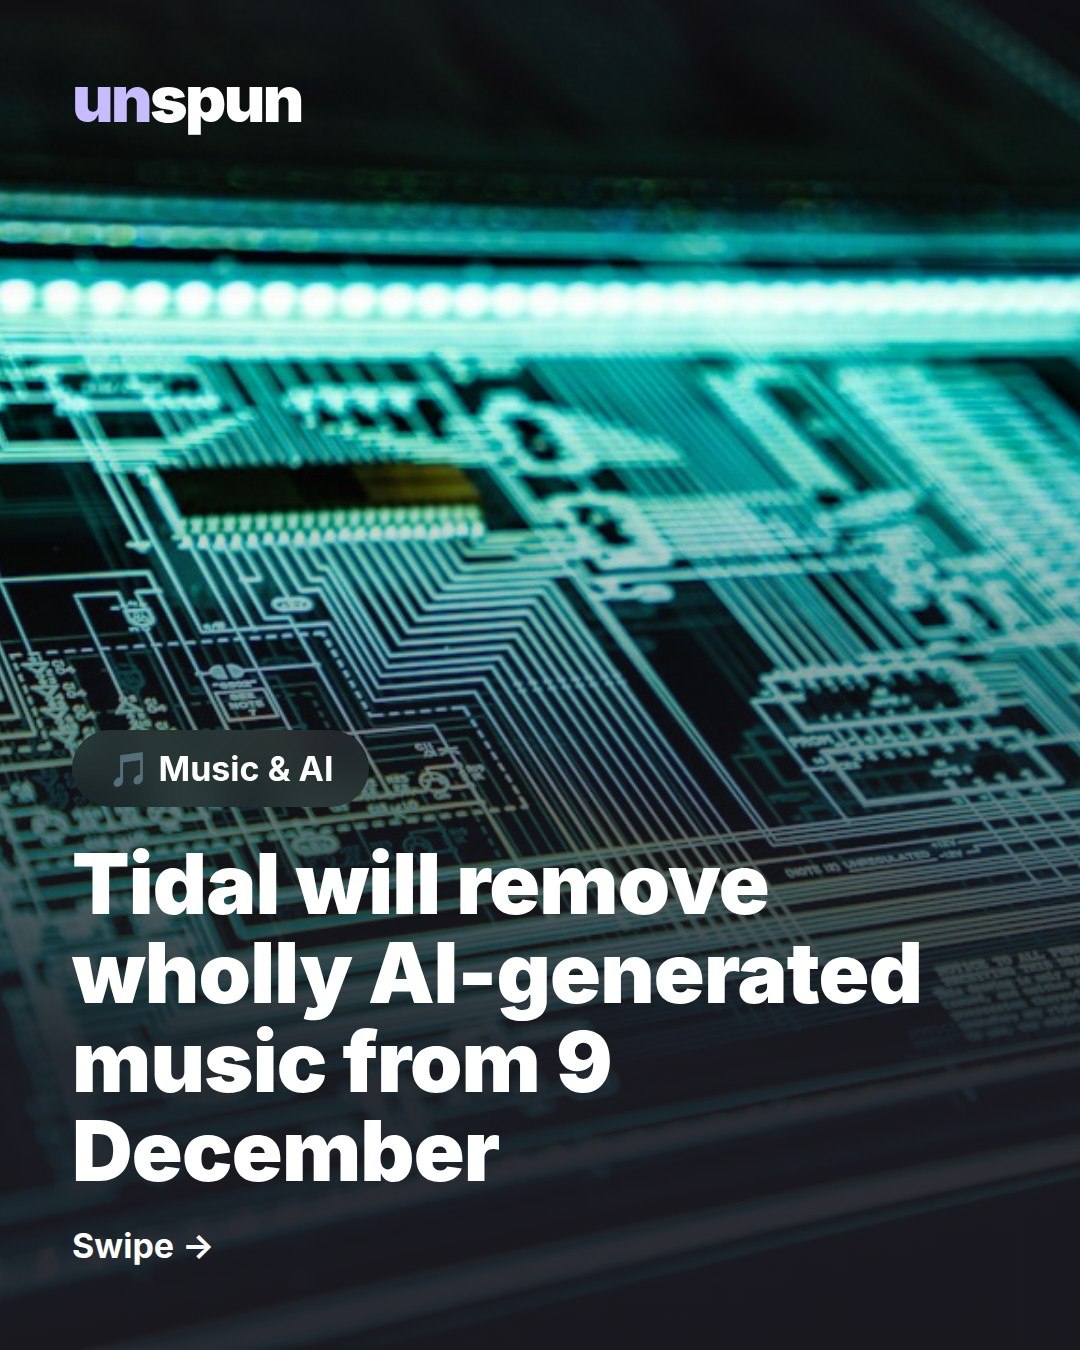 unspun
🎵 Music & AI
Tidal will remove
wholly AI-generated
music from 9
December
Swipe →